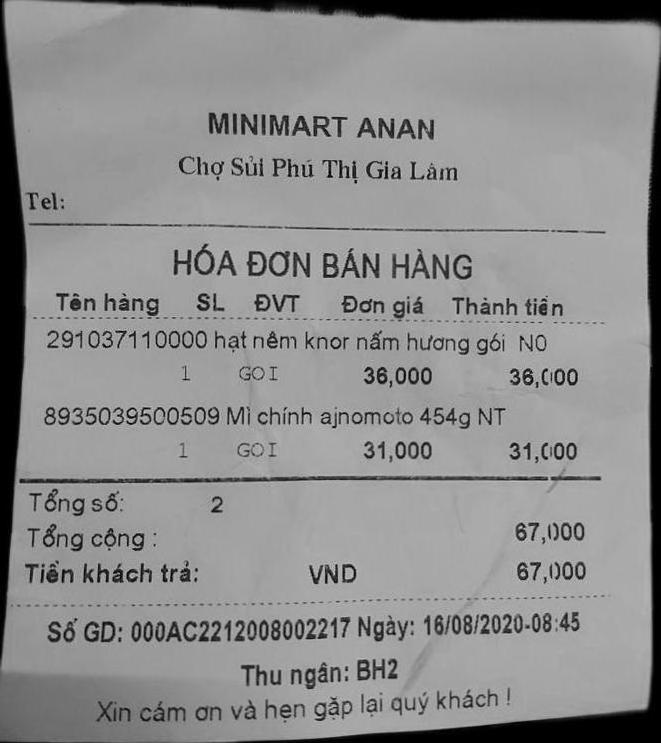 MINIMART ANAN
Chợ Sủi Phú Thị Gia Lâm
Tel:
HÓA ĐƠN BÁN HÀNG
Tên hàng SL ĐVT Đơn giá Thành tiền
291037110000 hạt nêm knor nấm hương gói N0
1 GOI 36,000 36,000
8935039500509 Mì chính ajnomoto 454g NT
1 GOI 31,000 31,000
Tổng số: 2
Tổng cộng : 67,000
Tiền khách trả: VND 67,000
Số GD: 000AC2212008002217 Ngày: 16/08/2020-08:45
Thu ngân: BH2
Xin cám ơn và hẹn gặp lại quý khách !